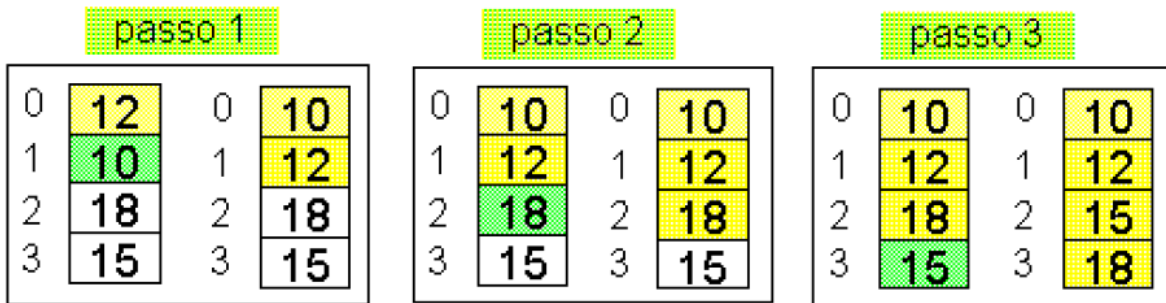 passo 1
passo 2
passo 3
0 12 0 10
1 10 1 12
2 18 2 18
3 15 3 15
0 10 0 10
1 12 1 12
2 18 2 18
3 15 3 15
0 10 0 10
1 12 1 12
2 18 2 15
3 15 3 18